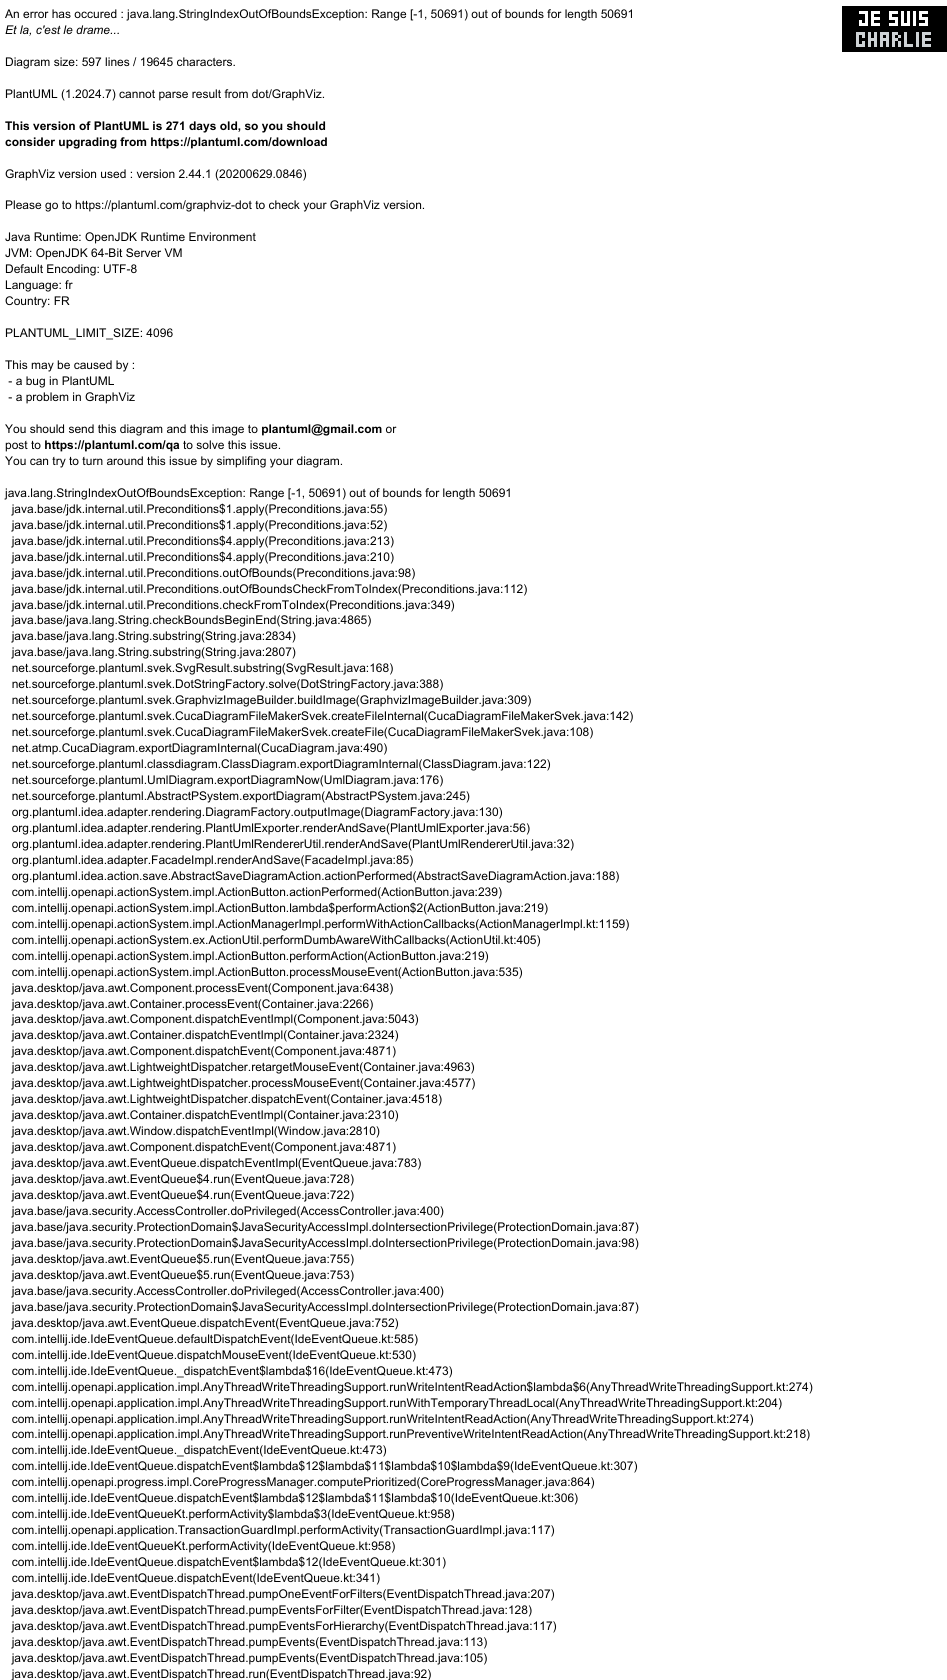 An error has occured : java.lang.StringIndexOutOfBoundsException: Range [-1, 50691) out of bounds for length 50691
JE SUIS
CHARLIE
Et la, c'est le drame...
Diagram size: 597 lines / 19645 characters.
PlantUML (1.2024.7) cannot parse result from dot/GraphViz.
This version of PlantUML is 271 days old, so you should
consider upgrading from https://plantuml.com/download
GraphViz version used : version 2.44.1 (20200629.0846)
Please go to https://plantuml.com/graphviz-dot to check your GraphViz version.
Java Runtime: OpenJDK Runtime Environment
JVM: OpenJDK 64-Bit Server VM
Default Encoding: UTF-8
Language: fr
Country: FR
PLANTUML_LIMIT_SIZE: 4096
This may be caused by :
- a bug in PlantUML
- a problem in GraphViz
You should send this diagram and this image to plantuml@gmail.com or
post to https://plantuml.com/qa to solve this issue.
You can try to turn around this issue by simplifing your diagram.
java.lang.StringIndexOutOfBoundsException: Range [-1, 50691) out of bounds for length 50691
java.base/jdk.internal.util.Preconditions$1.apply(Preconditions.java:55)
java.base/jdk.internal.util.Preconditions$1.apply(Preconditions.java:52)
java.base/jdk.internal.util.Preconditions$4.apply(Preconditions.java:213)
java.base/jdk.internal.util.Preconditions$4.apply(Preconditions.java:210)
java.base/jdk.internal.util.Preconditions.outOfBounds(Preconditions.java:98)
java.base/jdk.internal.util.Preconditions.outOfBoundsCheckFromToIndex(Preconditions.java:112)
java.base/jdk.internal.util.Preconditions.checkFromToIndex(Preconditions.java:349)
java.base/java.lang.String.checkBoundsBeginEnd(String.java:4865)
java.base/java.lang.String.substring(String.java:2834)
java.base/java.lang.String.substring(String.java:2807)
net.sourceforge.plantuml.svek.SvgResult.substring(SvgResult.java:168)
net.sourceforge.plantuml.svek.DotStringFactory.solve(DotStringFactory.java:388)
net.sourceforge.plantuml.svek.GraphvizImageBuilder.buildImage(GraphvizImageBuilder.java:309)
net.sourceforge.plantuml.svek.CucaDiagramFileMakerSvek.createFileInternal(CucaDiagramFileMakerSvek.java:142)
net.sourceforge.plantuml.svek.CucaDiagramFileMakerSvek.createFile(CucaDiagramFileMakerSvek.java:108)
net.atmp.CucaDiagram.exportDiagramInternal(CucaDiagram.java:490)
net.sourceforge.plantuml.classdiagram.ClassDiagram.exportDiagramInternal(ClassDiagram.java:122)
net.sourceforge.plantuml.UmlDiagram.exportDiagramNow(UmlDiagram.java:176)
net.sourceforge.plantuml.AbstractPSystem.exportDiagram(AbstractPSystem.java:245)
org.plantuml.idea.adapter.rendering.DiagramFactory.outputImage(DiagramFactory.java:130)
org.plantuml.idea.adapter.rendering.PlantUmlExporter.renderAndSave(PlantUmlExporter.java:56)
org.plantuml.idea.adapter.rendering.PlantUmlRendererUtil.renderAndSave(PlantUmlRendererUtil.java:32)
org.plantuml.idea.adapter.FacadeImpl.renderAndSave(FacadeImpl.java:85)
org.plantuml.idea.action.save.AbstractSaveDiagramAction.actionPerformed(AbstractSaveDiagramAction.java:188)
com.intellij.openapi.actionSystem.impl.ActionButton.actionPerformed(ActionButton.java:239)
com.intellij.openapi.actionSystem.impl.ActionButton.lambda$performAction$2(ActionButton.java:219)
com.intellij.openapi.actionSystem.impl.ActionManagerImpl.performWithActionCallbacks(ActionManagerImpl.kt:1159)
com.intellij.openapi.actionSystem.ex.ActionUtil.performDumbAwareWithCallbacks(ActionUtil.kt:405)
com.intellij.openapi.actionSystem.impl.ActionButton.performAction(ActionButton.java:219)
com.intellij.openapi.actionSystem.impl.ActionButton.processMouseEvent(ActionButton.java:535)
java.desktop/java.awt.Component.processEvent(Component.java:6438)
java.desktop/java.awt.Container.processEvent(Container.java:2266)
java.desktop/java.awt.Component.dispatchEventImpl(Component.java:5043)
java.desktop/java.awt.Container.dispatchEventImpl(Container.java:2324)
java.desktop/java.awt.Component.dispatchEvent(Component.java:4871)
java.desktop/java.awt.LightweightDispatcher.retargetMouseEvent(Container.java:4963)
java.desktop/java.awt.LightweightDispatcher.processMouseEvent(Container.java:4577)
java.desktop/java.awt.LightweightDispatcher.dispatchEvent(Container.java:4518)
java.desktop/java.awt.Container.dispatchEventImpl(Container.java:2310)
java.desktop/java.awt.Window.dispatchEventImpl(Window.java:2810)
java.desktop/java.awt.Component.dispatchEvent(Component.java:4871)
java.desktop/java.awt.EventQueue.dispatchEventImpl(EventQueue.java:783)
java.desktop/java.awt.EventQueue$4.run(EventQueue.java:728)
java.desktop/java.awt.EventQueue$4.run(EventQueue.java:722)
java.base/java.security.AccessController.doPrivileged(AccessController.java:400)
java.base/java.security.ProtectionDomain$JavaSecurityAccessImpl.doIntersectionPrivilege(ProtectionDomain.java:87)
java.base/java.security.ProtectionDomain$JavaSecurityAccessImpl.doIntersectionPrivilege(ProtectionDomain.java:98)
java.desktop/java.awt.EventQueue$5.run(EventQueue.java:755)
java.desktop/java.awt.EventQueue$5.run(EventQueue.java:753)
java.base/java.security.AccessController.doPrivileged(AccessController.java:400)
java.base/java.security.ProtectionDomain$JavaSecurityAccessImpl.doIntersectionPrivilege(ProtectionDomain.java:87)
java.desktop/java.awt.EventQueue.dispatchEvent(EventQueue.java:752)
com.intellij.ide.IdeEventQueue.defaultDispatchEvent(IdeEventQueue.kt:585)
com.intellij.ide.IdeEventQueue.dispatchMouseEvent(IdeEventQueue.kt:530)
com.intellij.ide.IdeEventQueue._dispatchEvent$lambda$16(IdeEventQueue.kt:473)
com.intellij.openapi.application.impl.AnyThreadWriteThreadingSupport.runWriteIntentReadAction$lambda$6(AnyThreadWriteThreadingSupport.kt:274)
com.intellij.openapi.application.impl.AnyThreadWriteThreadingSupport.runWithTemporaryThreadLocal(AnyThreadWriteThreadingSupport.kt:204)
com.intellij.openapi.application.impl.AnyThreadWriteThreadingSupport.runWriteIntentReadAction(AnyThreadWriteThreadingSupport.kt:274)
com.intellij.openapi.application.impl.AnyThreadWriteThreadingSupport.runPreventiveWriteIntentReadAction(AnyThreadWriteThreadingSupport.kt:218)
com.intellij.ide.IdeEventQueue._dispatchEvent(IdeEventQueue.kt:473)
com.intellij.ide.IdeEventQueue.dispatchEvent$lambda$12$lambda$11$lambda$10$lambda$9(IdeEventQueue.kt:307)
com.intellij.openapi.progress.impl.CoreProgressManager.computePrioritized(CoreProgressManager.java:864)
com.intellij.ide.IdeEventQueue.dispatchEvent$lambda$12$lambda$11$lambda$10(IdeEventQueue.kt:306)
com.intellij.ide.IdeEventQueueKt.performActivity$lambda$3(IdeEventQueue.kt:958)
com.intellij.openapi.application.TransactionGuardImpl.performActivity(TransactionGuardImpl.java:117)
com.intellij.ide.IdeEventQueueKt.performActivity(IdeEventQueue.kt:958)
com.intellij.ide.IdeEventQueue.dispatchEvent$lambda$12(IdeEventQueue.kt:301)
com.intellij.ide.IdeEventQueue.dispatchEvent(IdeEventQueue.kt:341)
java.desktop/java.awt.EventDispatchThread.pumpOneEventForFilters(EventDispatchThread.java:207)
java.desktop/java.awt.EventDispatchThread.pumpEventsForFilter(EventDispatchThread.java:128)
java.desktop/java.awt.EventDispatchThread.pumpEventsForHierarchy(EventDispatchThread.java:117)
java.desktop/java.awt.EventDispatchThread.pumpEvents(EventDispatchThread.java:113)
java.desktop/java.awt.EventDispatchThread.pumpEvents(EventDispatchThread.java:105)
java.desktop/java.awt.EventDispatchThread.run(EventDispatchThread.java:92)